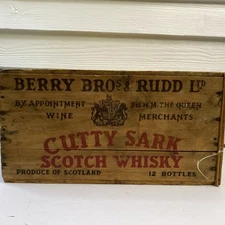 BERRY BROS & RUDD LTD
BY APPOINTMENT TO H.M. THE QUEEN
WINE MERCHANTS
CUTTY SARK
SCOTCH WHISKY
PRODUCE OF SCOTLAND 12 BOTTLES